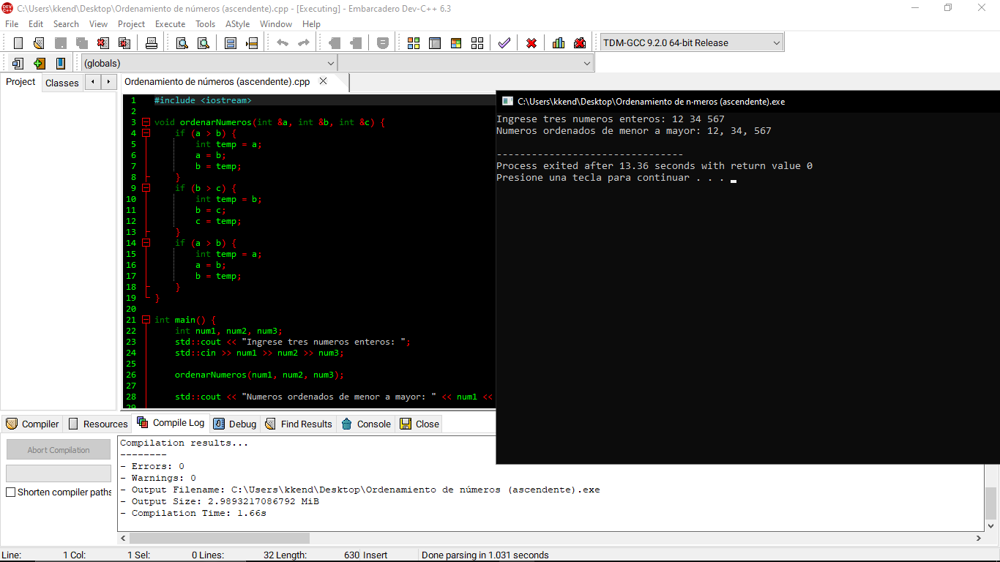 C:\Users\kkend\Desktop\Ordenamiento de números (ascendente).cpp - [Executing] - Embarcadero Dev-C++ 6.3
File Edit Search View Project Execute Tools AStyle Window Help
TDM-GCC 9.2.0 64-bit Release
(globals)
Project Classes
Ordenamiento de números (ascendente).cpp
1 #include <iostream>
2
3 void ordenarNumeros(int &a, int &b, int &c) {
4 if (a > b) {
5 int temp = a;
6 a = b;
7 b = temp;
8 }
9 if (b > c) {
10 int temp = b;
11 b = c;
12 c = temp;
13 }
14 if (a > b) {
15 int temp = a;
16 a = b;
17 b = temp;
18 }
19 }
20
21 int main() {
22 int num1, num2, num3;
23 std::cout << "Ingrese tres numeros enteros: ";
24 std::cin >> num1 >> num2 >> num3;
25
26 ordenarNumeros(num1, num2, num3);
27
28 std::cout << "Numeros ordenados de menor a mayor: " << num1 <<
29
C:\Users\kkend\Desktop\Ordenamiento de n·meros (ascendente).exe
Ingrese tres numeros enteros: 12 34 567
Numeros ordenados de menor a mayor: 12, 34, 567
--------------------------------
Process exited after 13.36 seconds with return value 0
Presione una tecla para continuar . . .
Compiler Resources Compile Log Debug Find Results Console Close
Abort Compilation
Shorten compiler paths
Compilation results...
--------
- Errors: 0
- Warnings: 0
- Output Filename: C:\Users\kkend\Desktop\Ordenamiento de números (ascendente).exe
- Output Size: 2.9893217086792 MiB
- Compilation Time: 1.66s
Line: 1 Col: 1 Sel: 0 Lines: 32 Length: 630 Insert Done parsing in 1.031 seconds